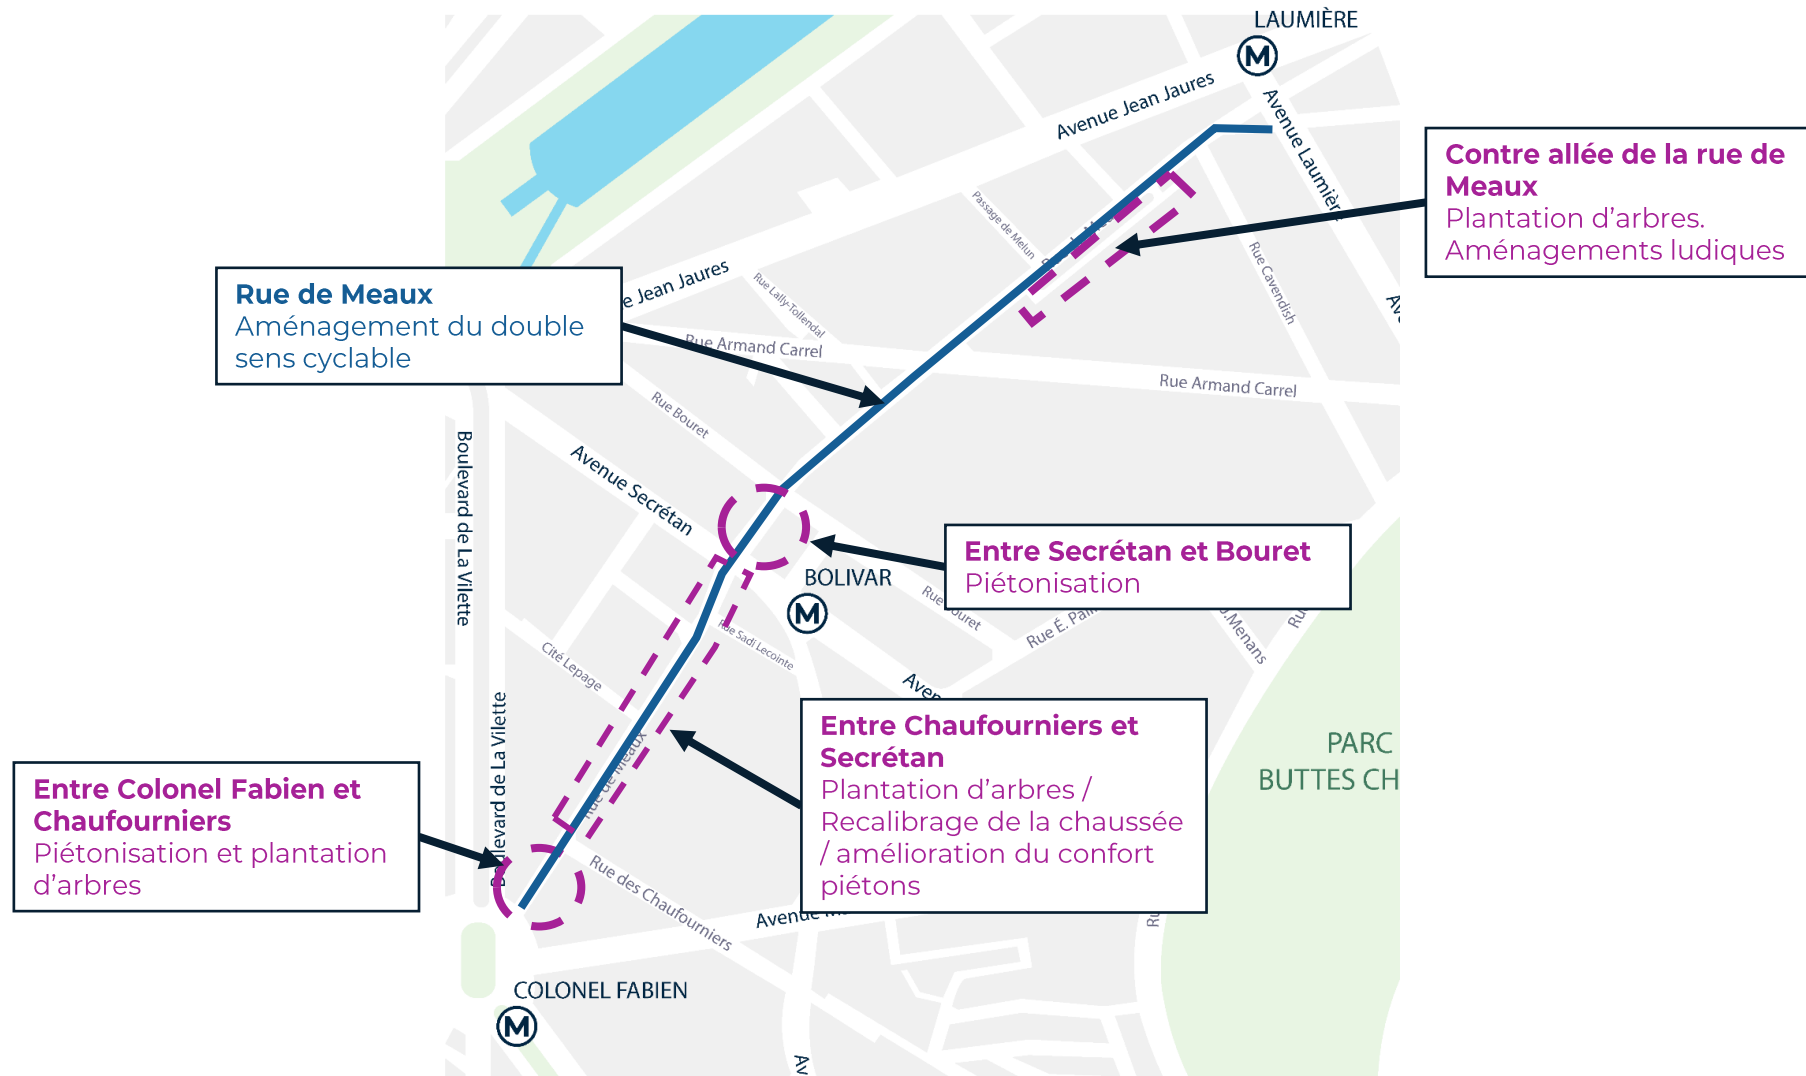 LAUMIÈRE
M
Avenue Jean Jaures
Avenue Laumière
Contre allée de la rue de
Meaux
Plantation d’arbres.
Aménagements ludiques
Passage de Melun
Rue Cavendish
Rue de Meaux
Aménagement du double
sens cyclable
e Jean Jaures
Rue Lally-Tollendal
Rue Armand Carrel
Rue Armand Carrel
Rue Bouret
Avenue Secrétan
Boulevard de La Vilette
Entre Secrétan et Bouret
Piétonisation
BOLIVAR
M
Rue Bouret
Rue É.
Menans
Rue Sadi Lecointe
Cité Lepage
Entre Chaufourniers et
Secrétan
Plantation d’arbres /
Recalibrage de la chaussée
/ amélioration du confort
piétons
Rue de Meaux
PARC
BUTTES CH
Boulevard de La Vilette
Entre Colonel Fabien et
Chaufourniers
Piétonisation et plantation
d’arbres
Rue des Chaufourniers
Avenue
COLONEL FABIEN
M
Av